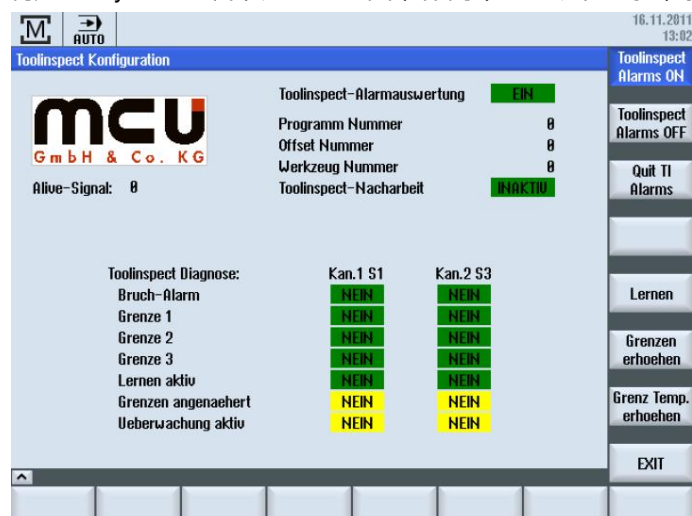 M
AUTO
16.11.2011
13:02
Toolinspect Konfiguration
mcu
GmbH & Co. KG
Alive-Signal: 0
Toolinspect-Alarmauswertung EIN
Programm Nummer 0
Offset Nummer 0
Werkzeug Nummer 0
Toolinspect-Nacharbeit INAKTIV
Toolinspect Diagnose: Kan.1 S1 Kan.2 S3
Bruch-Alarm NEIN NEIN
Grenze 1 NEIN NEIN
Grenze 2 NEIN NEIN
Grenze 3 NEIN NEIN
Lernen aktiv NEIN NEIN
Grenzen angenaehert NEIN NEIN
Ueberwachung aktiv NEIN NEIN
Toolinspect
Alarms ON
Toolinspect
Alarms OFF
Quit TI
Alarms
Lernen
Grenzen
erhoehen
Grenz Temp.
erhoehen
EXIT